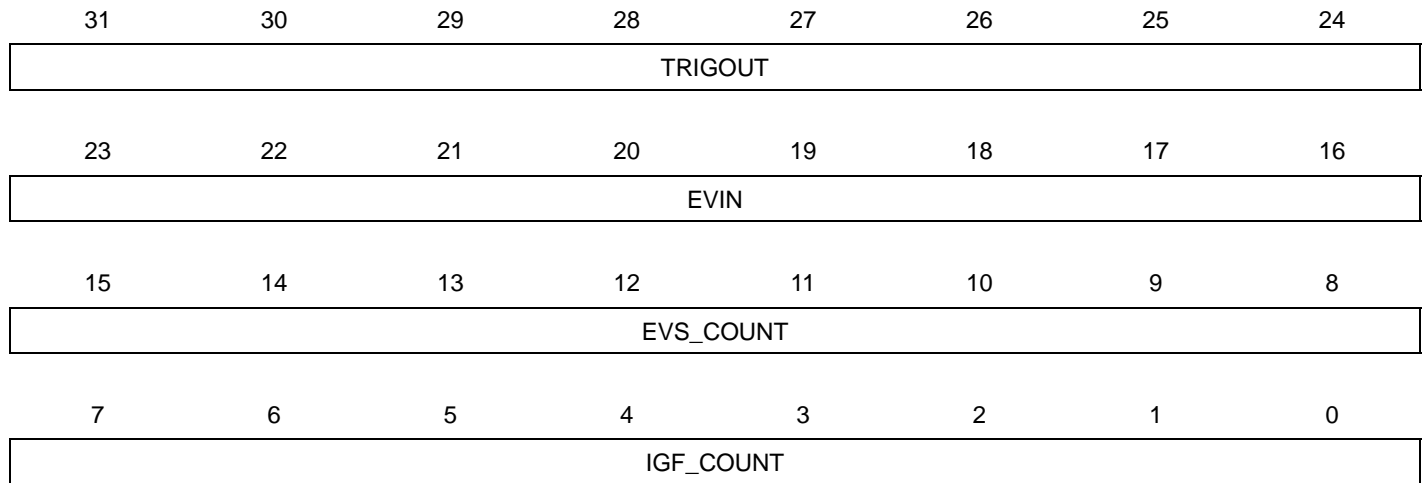 31 30 29 28 27 26 25 24
TRIGOUT
23 22 21 20 19 18 17 16
EVIN
15 14 13 12 11 10 9 8
EVS_COUNT
7 6 5 4 3 2 1 0
IGF_COUNT